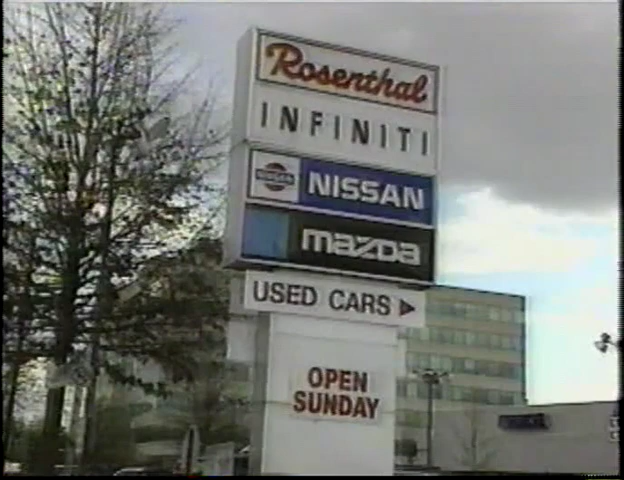 Rosenthal
INFINITI
NISSAN
NISSAN
mazda
USED CARS
OPEN
SUNDAY